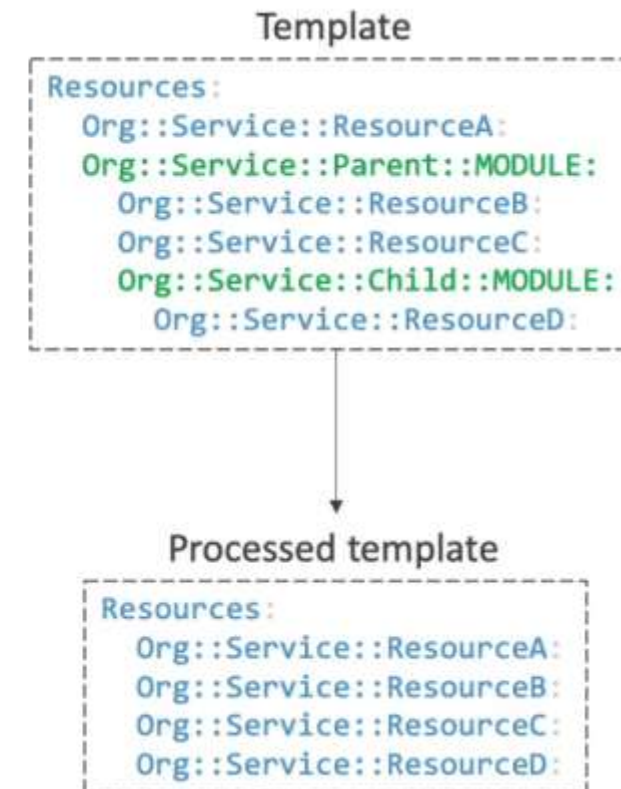 Template
Resources:
Org::Service::ResourceA:
Org::Service::Parent::MODULE:
Org::Service::ResourceB:
Org::Service::ResourceC:
Org::Service::Child::MODULE:
Org::Service::ResourceD:
Processed template
Resources:
Org::Service::ResourceA:
Org::Service::ResourceB:
Org::Service::ResourceC:
Org::Service::ResourceD: